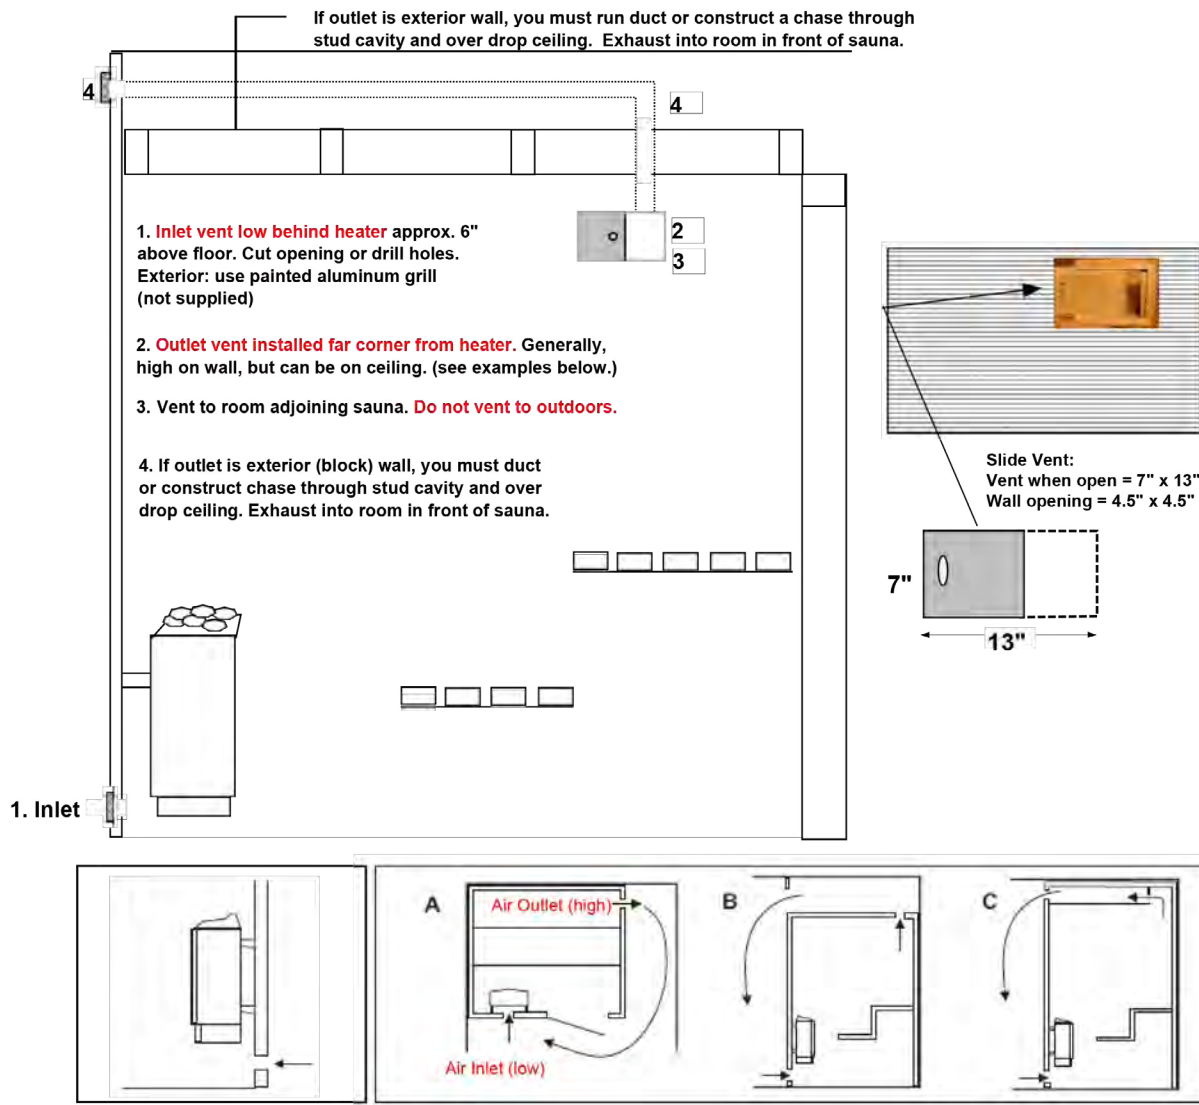 If outlet is exterior wall, you must run duct or construct a chase through
stud cavity and over drop ceiling.  Exhaust into room in front of sauna.
4
4
1. Inlet vent low behind heater approx. 6"
above floor. Cut opening or drill holes.
Exterior: use painted aluminum grill
(not supplied)
2
3
2. Outlet vent installed far corner from heater. Generally,
high on wall, but can be on ceiling. (see examples below.)
3. Vent to room adjoining sauna. Do not vent to outdoors.
4. If outlet is exterior (block) wall, you must duct
or construct chase through stud cavity and over
drop ceiling. Exhaust into room in front of sauna.
Slide Vent:
Vent when open = 7" x 13"
Wall opening = 4.5" x 4.5"
7"
13"
1. Inlet
A
Air Outlet (high)
Air Inlet (low)
B
C